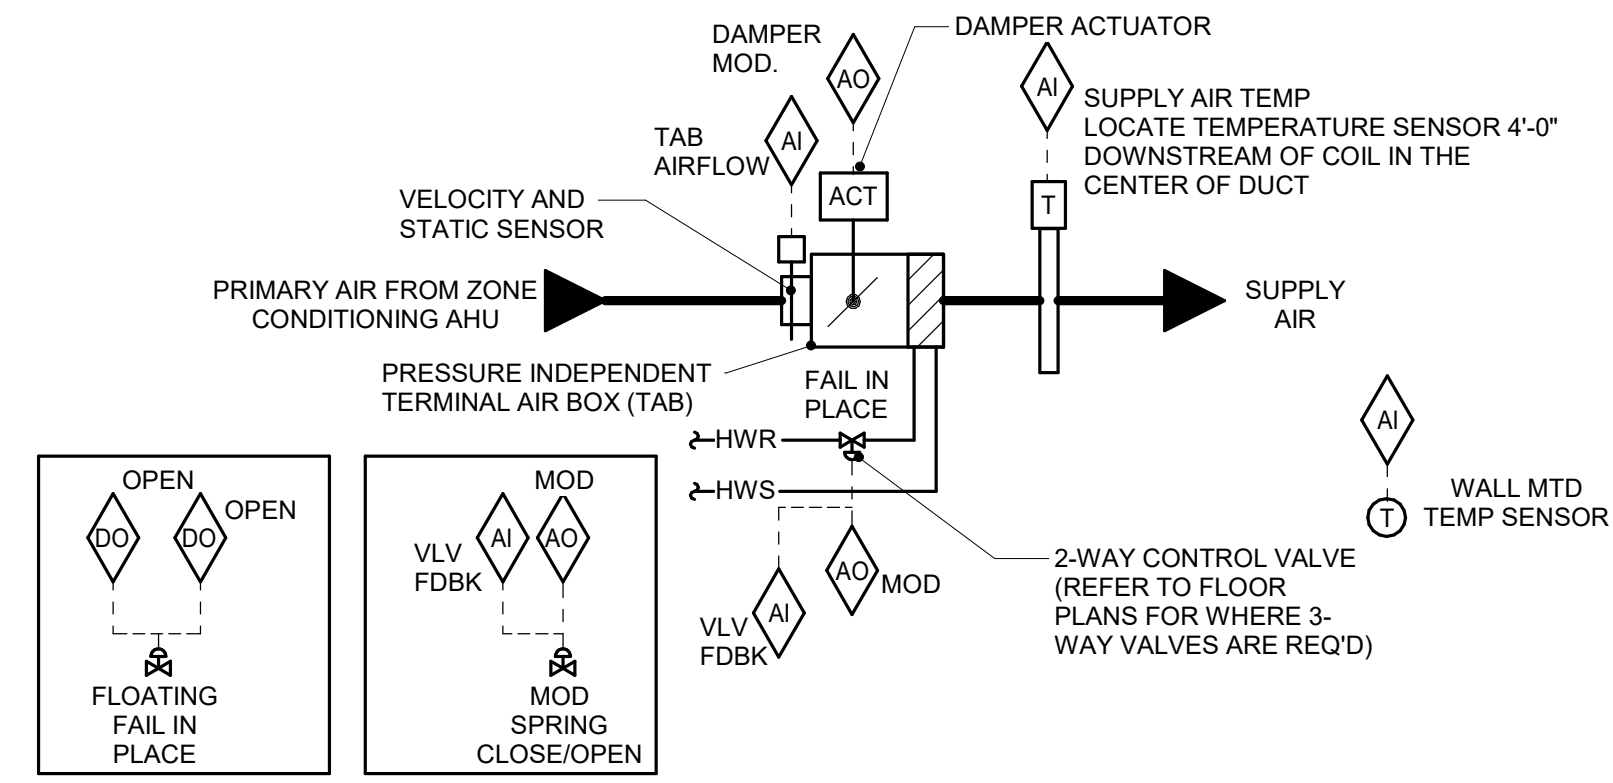 DAMPER
MOD.
AO
DAMPER ACTUATOR
AI
SUPPLY AIR TEMP
LOCATE TEMPERATURE SENSOR 4'-0"
DOWNSTREAM OF COIL IN THE
CENTER OF DUCT
TAB
AIRFLOW
AI
ACT
T
VELOCITY AND
STATIC SENSOR
PRIMARY AIR FROM ZONE
CONDITIONING AHU
SUPPLY
AIR
PRESSURE INDEPENDENT
TERMINAL AIR BOX (TAB)
FAIL IN
PLACE
HWR
HWS
AI
T
WALL MTD
TEMP SENSOR
2-WAY CONTROL VALVE
(REFER TO FLOOR
PLANS FOR WHERE 3-
WAY VALVES ARE REQ'D)
AO
MOD
AI
VLV
FDBK
OPEN
DO
DO
OPEN
FLOATING
FAIL IN
PLACE
MOD
AI
AO
VLV
FDBK
MOD
SPRING
CLOSE/OPEN